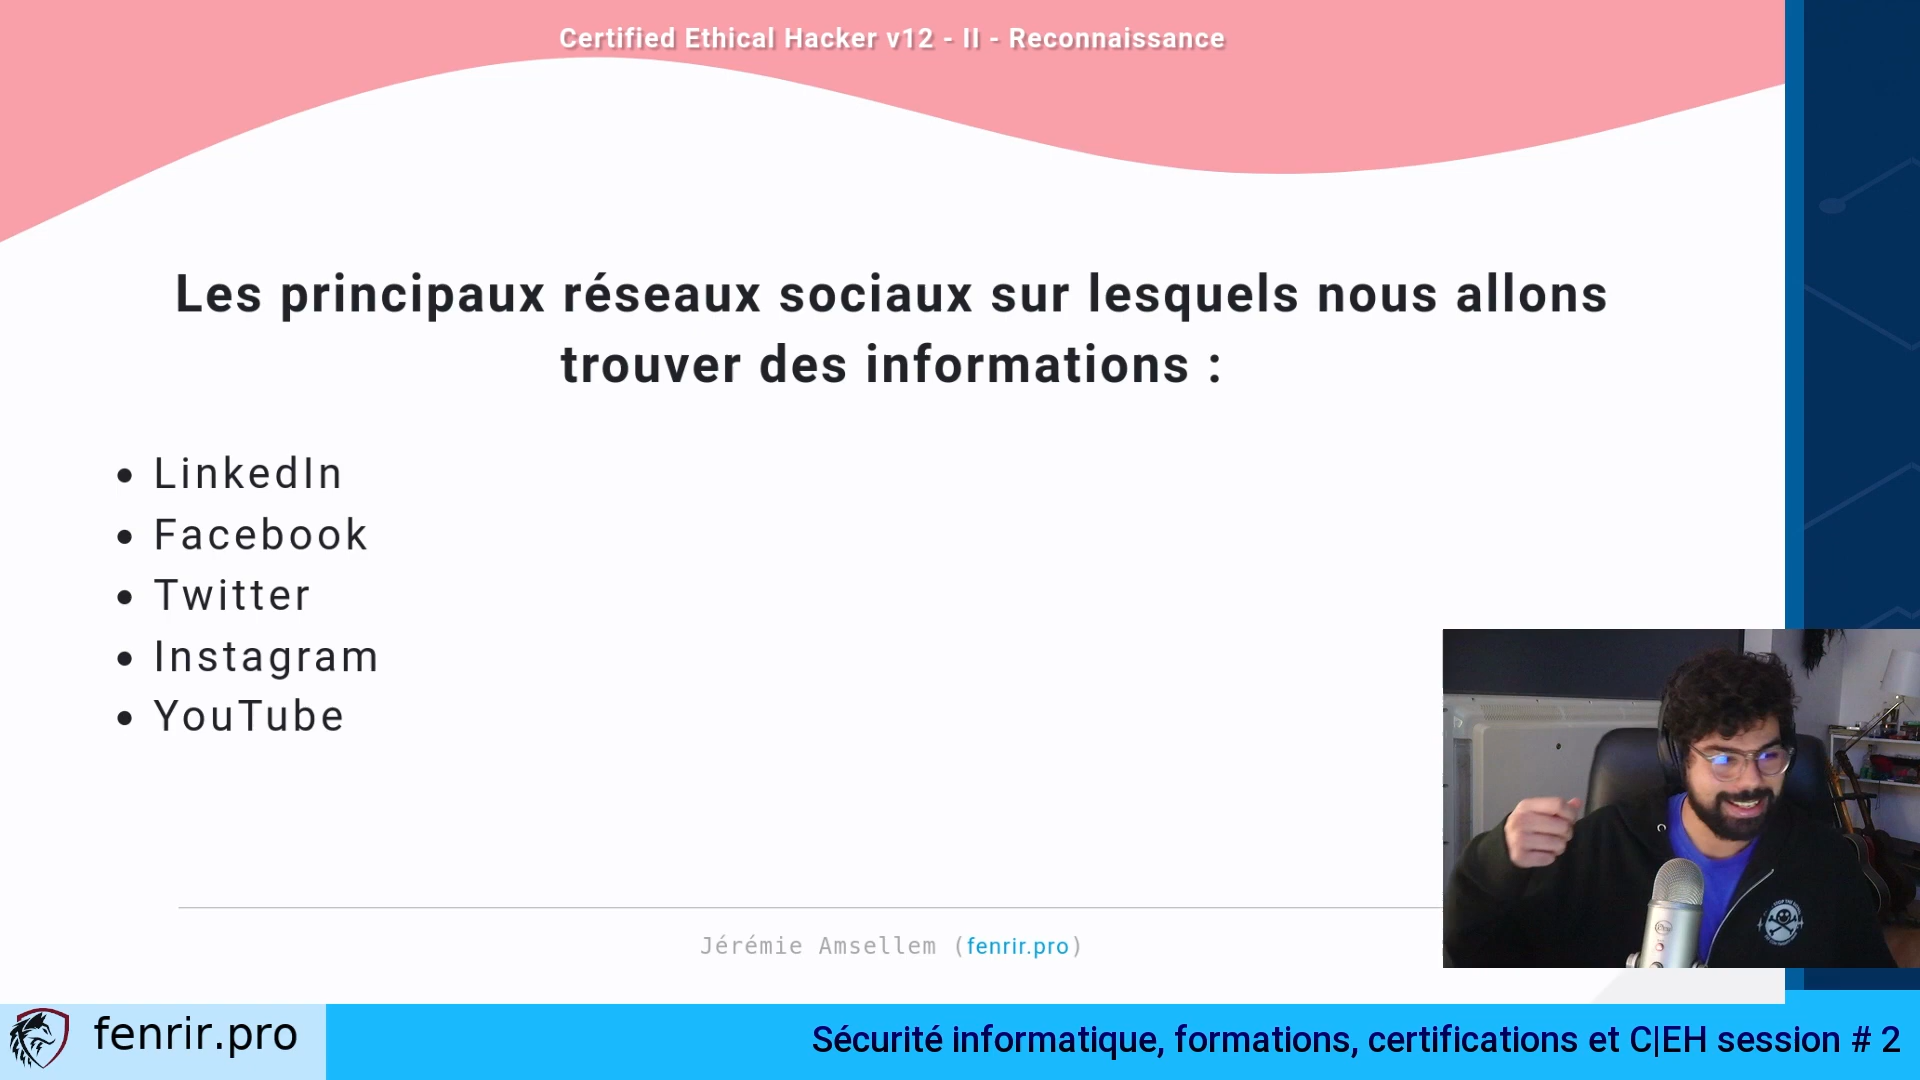 Certified Ethical Hacker v12 - II - Reconnaissance
Les principaux réseaux sociaux sur lesquels nous allons
trouver des informations :
LinkedIn
Facebook
Twitter
Instagram
YouTube
Jérémie Amsellem (fenrir.pro)
fenrir.pro
Sécurité informatique, formations, certifications et C|EH session # 2